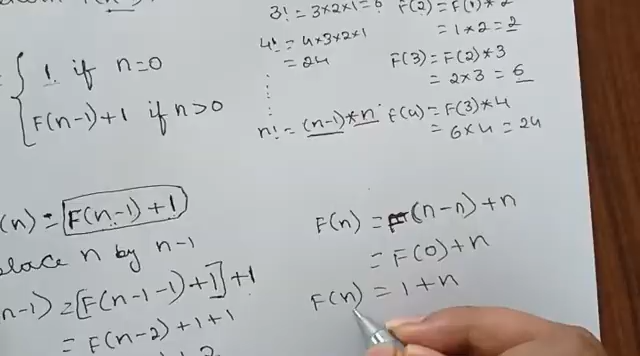 3! = 3×2×1 = 6
4! = 4×3×2×1
= 24
n! = (n-1)*n
F(2) = F(1)*2
= 1×2 = 2
F(3) = F(2)*3
= 2×3 = 6
F(4) = F(3)*4
= 6×4 = 24
= { 1 if n=0
F(n-1)+1 if n>0
(n) = F(n-1)+1
place n by n-1
n-1) = [F(n-1-1)+1]+1
= F(n-2)+1+1
F(n) = F(n-n)+n
= F(0)+n
F(n) = 1+n